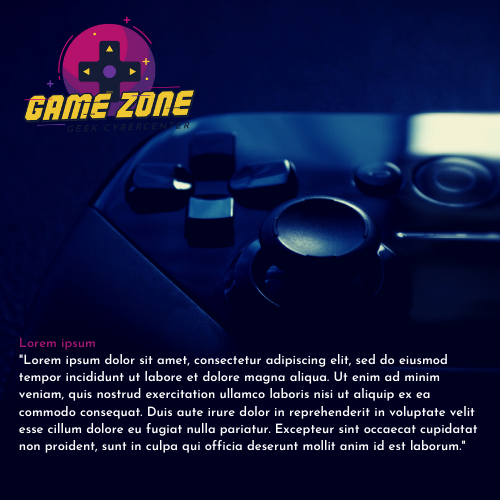 GAME ZONE
GEEK CYBERCENTER
Lorem ipsum
"Lorem ipsum dolor sit amet, consectetur adipiscing elit, sed do eiusmod
tempor incididunt ut labore et dolore magna aliqua. Ut enim ad minim
veniam, quis nostrud exercitation ullamco laboris nisi ut aliquip ex ea
commodo consequat. Duis aute irure dolor in reprehenderit in voluptate velit
esse cillum dolore eu fugiat nulla pariatur. Excepteur sint occaecat cupidatat
non proident, sunt in culpa qui officia deserunt mollit anim id est laborum."